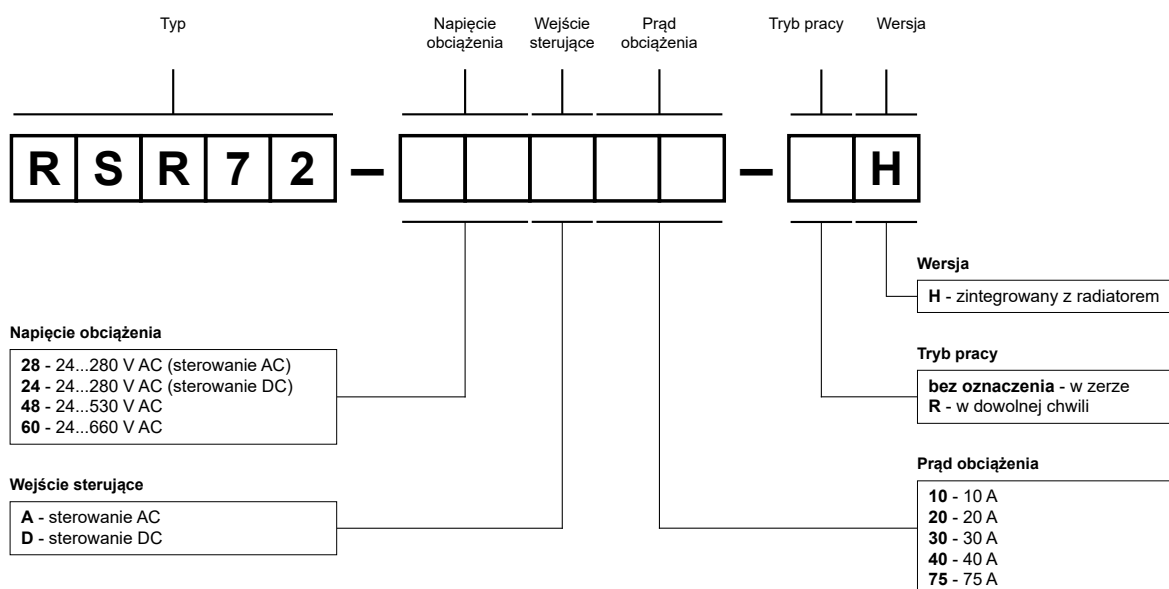 Typ
Napięcie
obciążenia
Wejście
sterujące
Prąd
obciążenia
Tryb pracy
Wersja
R S R 7 2 – – H
Wersja
H - zintegrowany z radiatorem
Napięcie obciążenia
28 - 24...280 V AC (sterowanie AC)
24 - 24...280 V AC (sterowanie DC)
48 - 24...530 V AC
60 - 24...660 V AC
Tryb pracy
bez oznaczenia - w zerze
R - w dowolnej chwili
Wejście sterujące
A - sterowanie AC
D - sterowanie DC
Prąd obciążenia
10 - 10 A
20 - 20 A
30 - 30 A
40 - 40 A
75 - 75 A